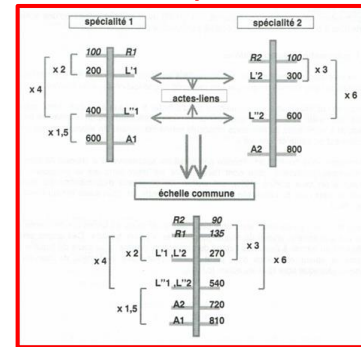 spécialité 1
spécialité 2
100 R1
x 2
200 L'1
x 4
400 L''1
x 1,5
600 A1
actes-liens
R2 100
x 3
L'2 300
x 6
L''2 600
A2 800
échelle commune
R2 90
R1 135
x 3
x 2
L'1 ,L'2 270
x 4
x 6
L''1 ,L''2 540
x 1,5
A2 720
A1 810